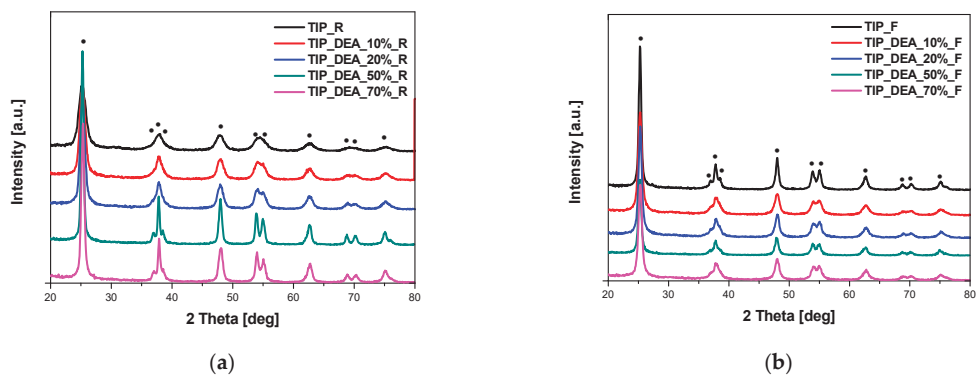 TIP_R
TIP_DEA_10%_R
TIP_DEA_20%_R
TIP_DEA_50%_R
TIP_DEA_70%_R
Intensity [a.u.]
20 30 40 50 60 70 80
2 Theta [deg]
(a)
TIP_F
TIP_DEA_10%_F
TIP_DEA_20%_F
TIP_DEA_50%_F
TIP_DEA_70%_F
Intensity [a.u.]
20 30 40 50 60 70 80
2 Theta [deg]
(b)